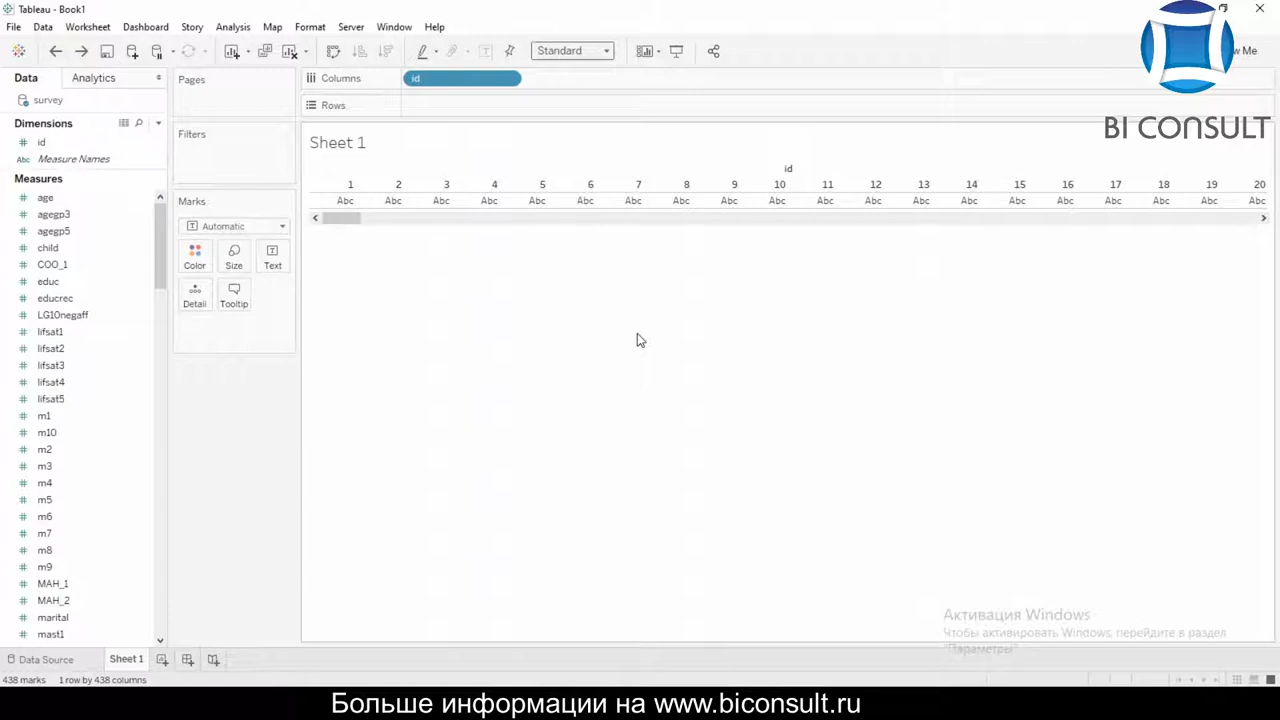 Tableau - Book1
File Data Worksheet Dashboard Story Analysis Map Format Server Window Help
Standard
Me
BI CONSULT
Data Analytics
survey
Dimensions
id
Abc Measure Names
Measures
age
agegp3
agegp5
child
COO_1
educ
educrec
LG10negaff
lifsat1
lifsat2
lifsat3
lifsat4
lifsat5
m1
m10
m2
m3
m4
m5
m6
m7
m8
m9
MAH_1
MAH_2
marital
mast1
Pages
Filters
Marks
Automatic
Color Size Text
Detail Tooltip
Columns id
Rows
Sheet 1
id
1 2 3 4 5 6 7 8 9 10 11 12 13 14 15 16 17 18 19 20
Abc Abc Abc Abc Abc Abc Abc Abc Abc Abc Abc Abc Abc Abc Abc Abc Abc Abc Abc Abc
Активация Windows
Чтобы активировать Windows, перейдите в раздел
"Параметры"
Data Source Sheet 1
438 marks 1 row by 438 columns
Больше информации на www.biconsult.ru